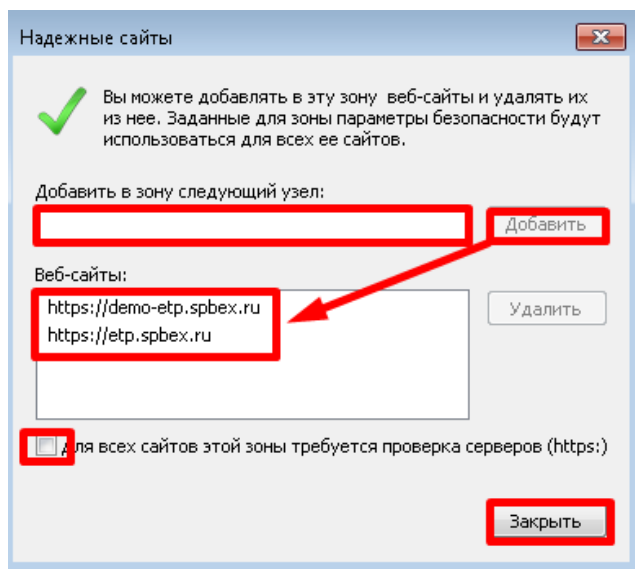 Надежные сайты
Вы можете добавлять в эту зону веб-сайты и удалять их
из нее. Заданные для зоны параметры безопасности будут
использоваться для всех ее сайтов.
Добавить в зону следующий узел:
Добавить
Веб-сайты:
https://demo-etp.spbex.ru
https://etp.spbex.ru
Удалить
для всех сайтов этой зоны требуется проверка серверов (https:)
Закрыть